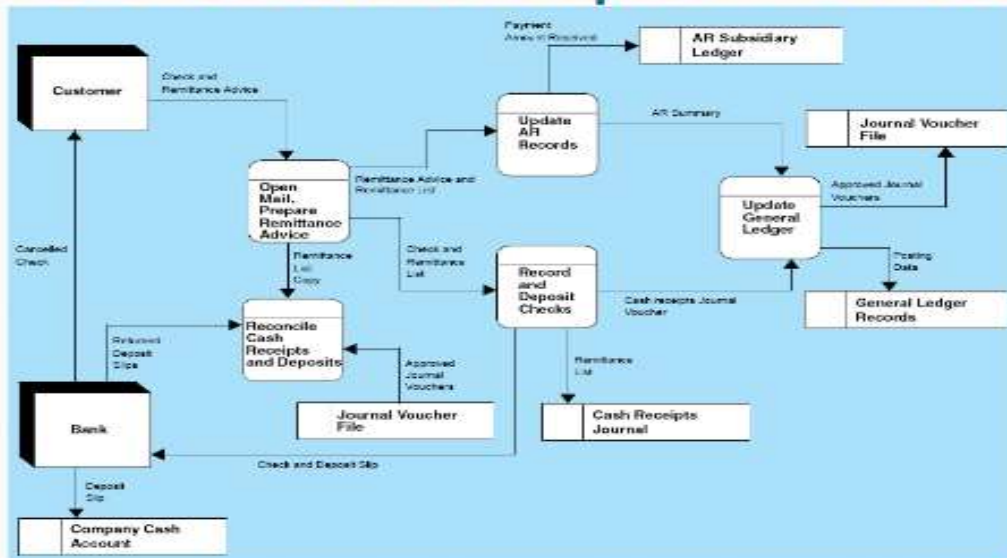 Payment
Amount Received
AR Subsidiary
Ledger
Customer
Check and
Remittance Advice
Update
AR
Records
AR Summary
Journal Voucher
File
Open
Mail,
Prepare
Remittance
Advice
Remittance Advice and
Remittance List
Update
General
Ledger
Approved Journal
Vouchers
Cancelled
Check
Remittance
List
Copy
Check and
Remittance
List
Record
and
Deposit
Checks
Cash receipts Journal
Voucher
Posting
Data
General Ledger
Records
Returned
Deposit
Slips
Reconcile
Cash
Receipts
and Deposits
Approved
Journal
Vouchers
Remittance
List
Bank
Journal Voucher
File
Cash Receipts
Journal
Check and Deposit Slip
Deposit
Slip
Company Cash
Account